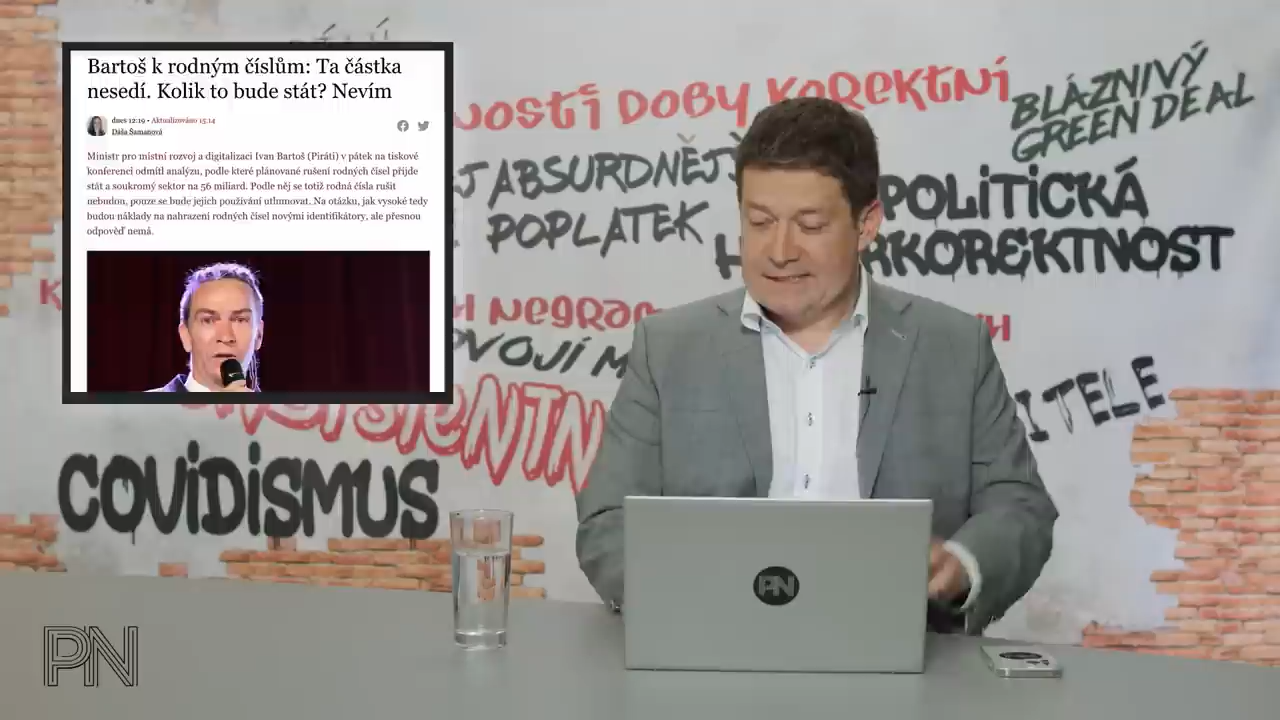 Bartoš k rodným číslům: Ta částka
nesedí. Kolik to bude stát? Nevím
dnes 12:19 • Aktualizováno 15:14
Dáša Šamanová
Ministr pro místní rozvoj a digitalizaci Ivan Bartoš (Piráti) v pátek na tiskové
konferenci odmítl analýzu, podle které plánované rušení rodných čísel přijde
stát a soukromý sektor na 56 miliard. Podle něj se totiž rodná čísla rušit
nebudou, pouze se bude jejich používání utlumovat. Na otázku, jak vysoké tedy
budou náklady na nahrazení rodných čísel novými identifikátory, ale přesnou
odpověď nemá.
DOBY KOREKTNÍ
BLÁZNIVÝ
GREEN DEAL
ABSURDNĚJ
POPLATEK
POLITICKÁ
RKOREKTNOST
NEGRA
VOJÍ
ITELE
COVIDISMUS
PN
PN